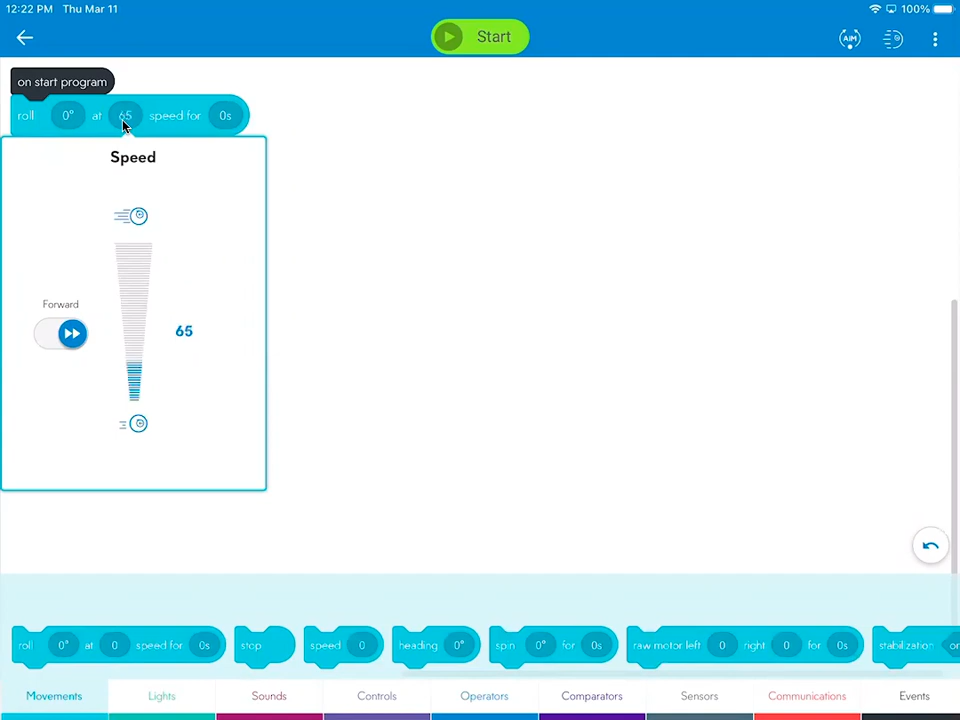 12:22 PM Thu Mar 11 100%
Start AIM
on start program
roll 0° at 65 speed for 0s
Speed
Forward
65
roll 0° at 0 speed for 0s stop speed 0 heading 0° spin 0° for 0s raw motor left 0 right 0 for 0s stabilization on
Movements Lights Sounds Controls Operators Comparators Sensors Communications Events